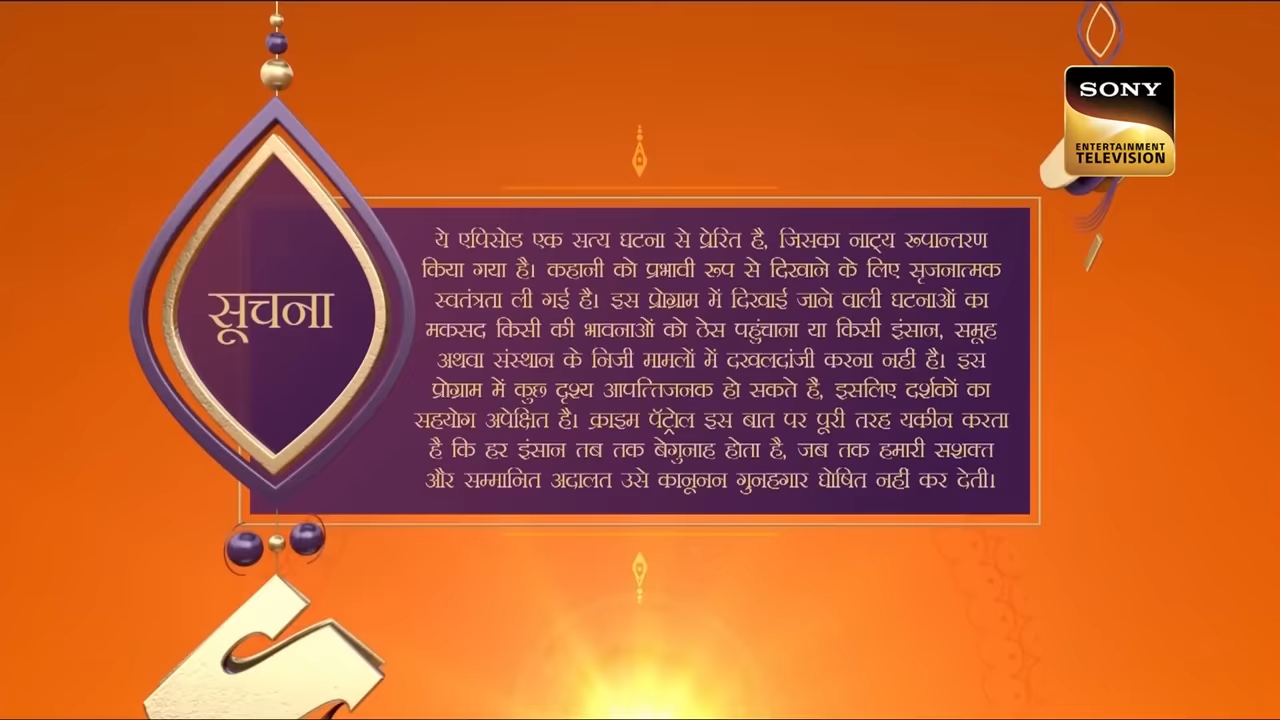 सूचना
ये एपिसोड एक सत्य घटना से प्रेरित है, जिसका नाट्य रूपान्तरण
किया गया है। कहानी को प्रभावी रूप से दिखाने के लिए सृजनात्मक
स्वतंत्रता ली गई है। इस प्रोग्राम में दिखाई जाने वाली घटनाओं का
मकसद किसी की भावनाओं को ठेस पहुंचाना या किसी इंसान, समूह
अथवा संस्थान के निजी मामलों में दखलदांजी करना नहीं है। इस
प्रोग्राम में कुछ दृश्य आपत्तिजनक हो सकते हैं, इसलिए दर्शकों का
सहयोग अपेक्षित है। क्राइम पॅट्रोल इस बात पर पूरी तरह यकीन करता
है कि हर इंसान तब तक बेगुनाह होता है, जब तक हमारी सशक्त
और सम्मानित अदालत उसे कानूनन गुनहगार घोषित नहीं कर देती।
SONY
ENTERTAINMENT
TELEVISION